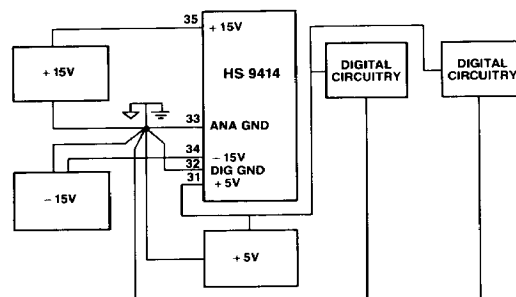 35
+ 15V
HS 9414
+ 15V
DIGITAL
CIRCUITRY
DIGITAL
CIRCUITRY
33
ANA GND
34
− 15V
32
DIG GND
31
+ 5V
− 15V
+ 5V